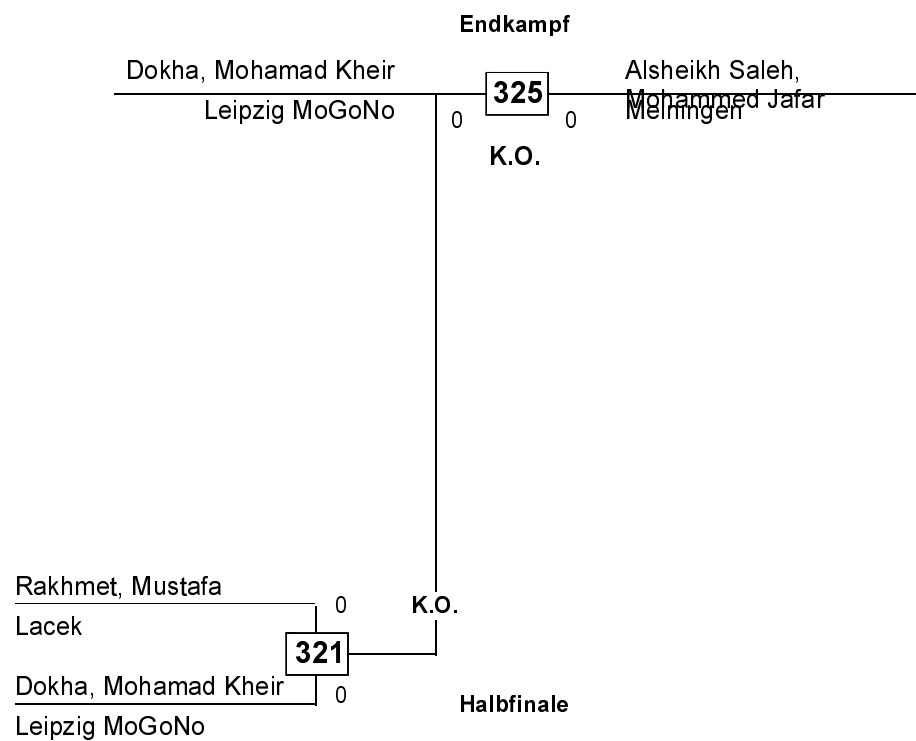 Endkampf
Dokha, Mohamad Kheir
325
Alsheikh Saleh,
Mohammed Jafar
Leipzig MoGoNo
0
0
Meiningen
K.O.
Rakhmet, Mustafa
0
K.O.
Lacek
321
Dokha, Mohamad Kheir
0
Halbfinale
Leipzig MoGoNo